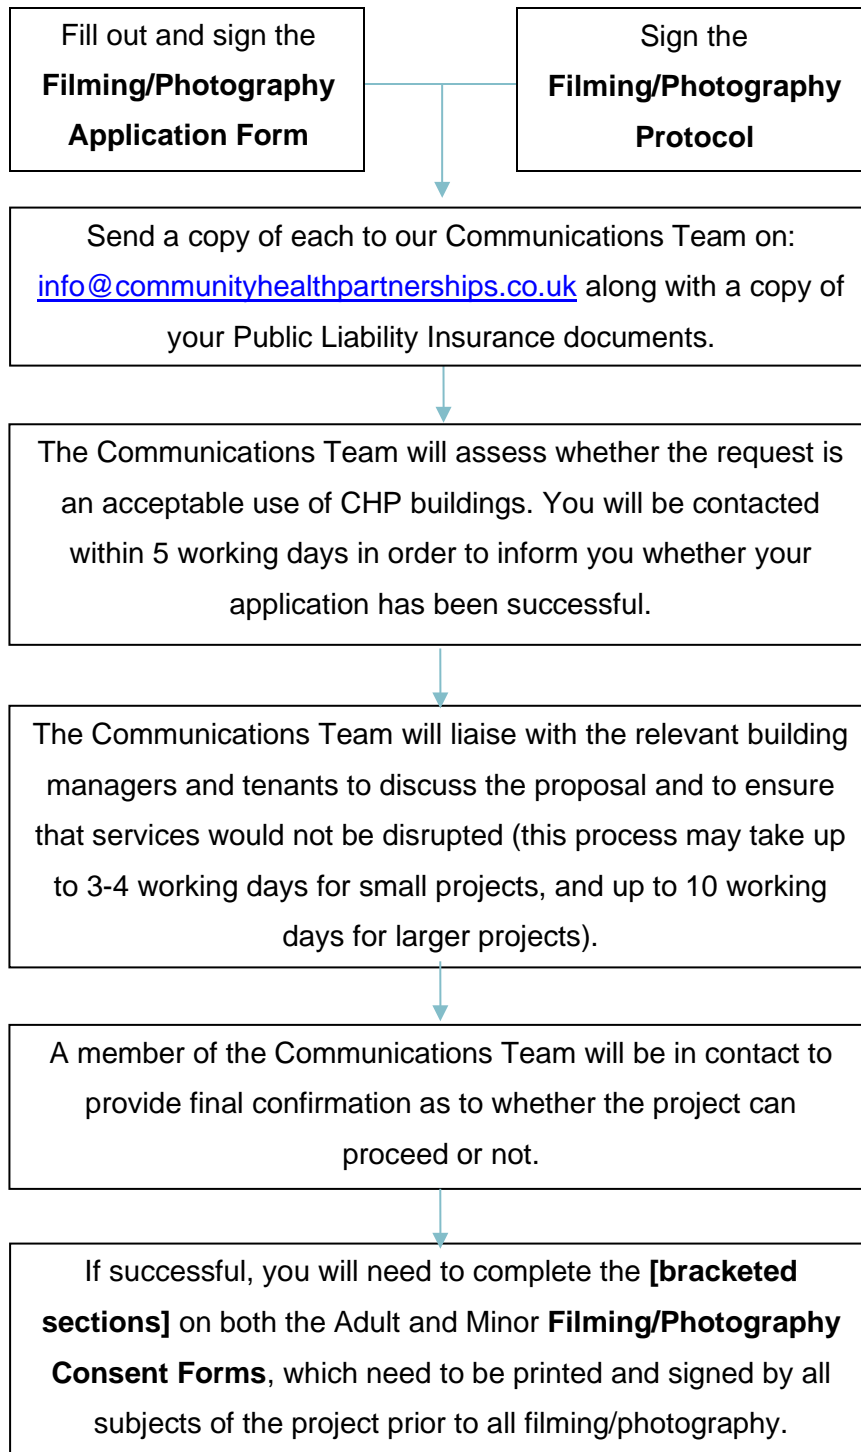 Fill out and sign the
Filming/Photography
Application Form
Sign the
Filming/Photography
Protocol
Send a copy of each to our Communications Team on:
info@communityhealthpartnerships.co.uk along with a copy of
your Public Liability Insurance documents.
The Communications Team will assess whether the request is
an acceptable use of CHP buildings. You will be contacted
within 5 working days in order to inform you whether your
application has been successful.
The Communications Team will liaise with the relevant building
managers and tenants to discuss the proposal and to ensure
that services would not be disrupted (this process may take up
to 3-4 working days for small projects, and up to 10 working
days for larger projects).
A member of the Communications Team will be in contact to
provide final confirmation as to whether the project can
proceed or not.
If successful, you will need to complete the [bracketed
sections] on both the Adult and Minor Filming/Photography
Consent Forms, which need to be printed and signed by all
subjects of the project prior to all filming/photography.